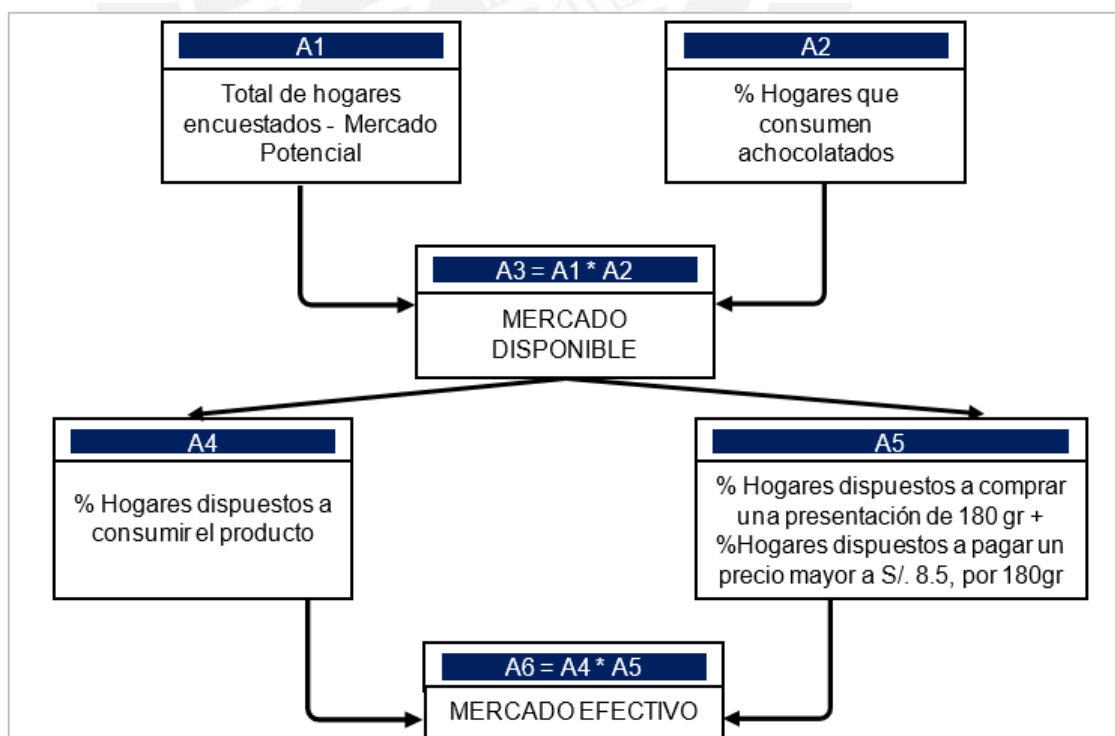 A1
Total de hogares
encuestados - Mercado
Potencial
A2
% Hogares que
consumen
achocolatados
A3 = A1 * A2
MERCADO
DISPONIBLE
A4
% Hogares dispuestos a
consumir el producto
A5
% Hogares dispuestos a comprar
una presentación de 180 gr +
%Hogares dispuestos a pagar un
precio mayor a S/. 8.5, por 180gr
A6 = A4 * A5
MERCADO EFECTIVO